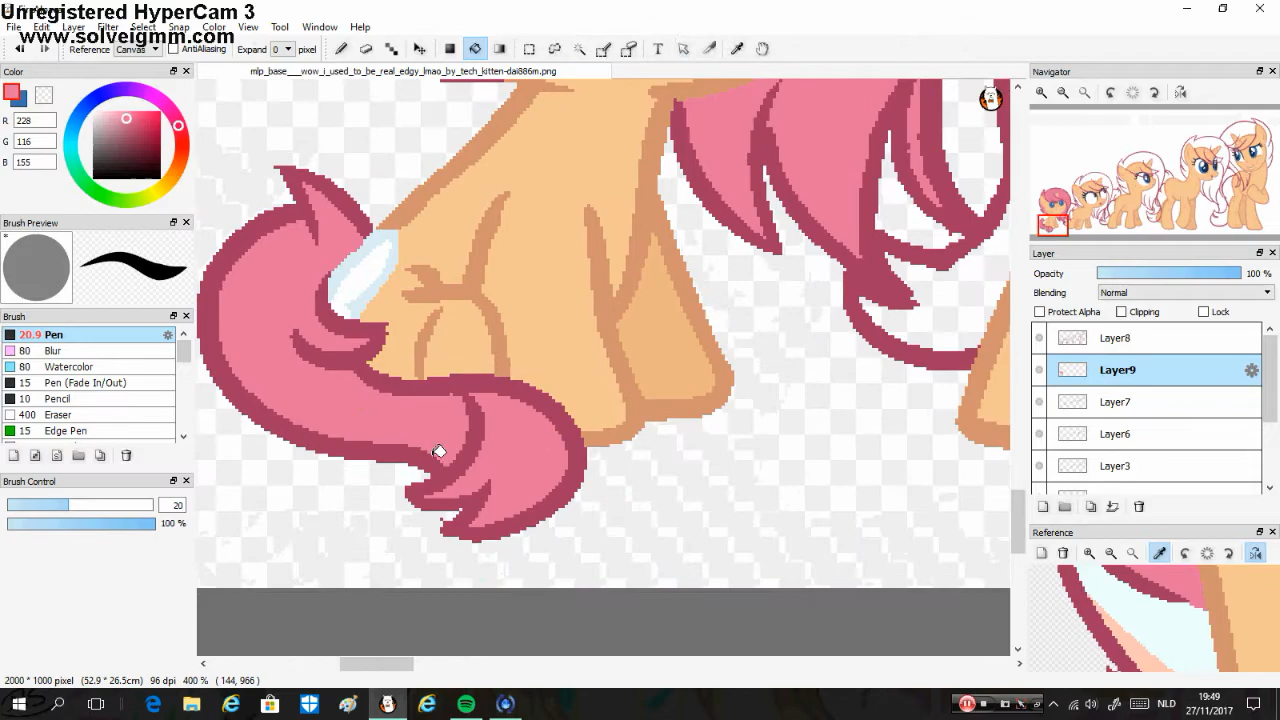 Unregistered HyperCam 3
www.solveigmm.com
File Edit Layer Filter Select Snap Color View Tool Window Help
Reference Canvas AntiAliasing Expand 0 pixel
mlp_base___wow_i_used_to_be_real_edgy_lmao_by_tech_kitten-dai886m.png
Color
R 228
G 116
B 155
Brush Preview
Brush
20.9 Pen
80 Blur
80 Watercolor
15 Pen (Fade In/Out)
10 Pencil
400 Eraser
15 Edge Pen
Brush Control
20
100 %
Navigator
Layer
Opacity 100 %
Blending Normal
Protect Alpha Clipping Lock
Layer8
Layer9
Layer7
Layer6
Layer3
Reference
2000 * 1000 pixel (52.9 * 26.5cm) 96 dpi 400 % ( 144, 966 )
NLD
19:49
27/11/2017